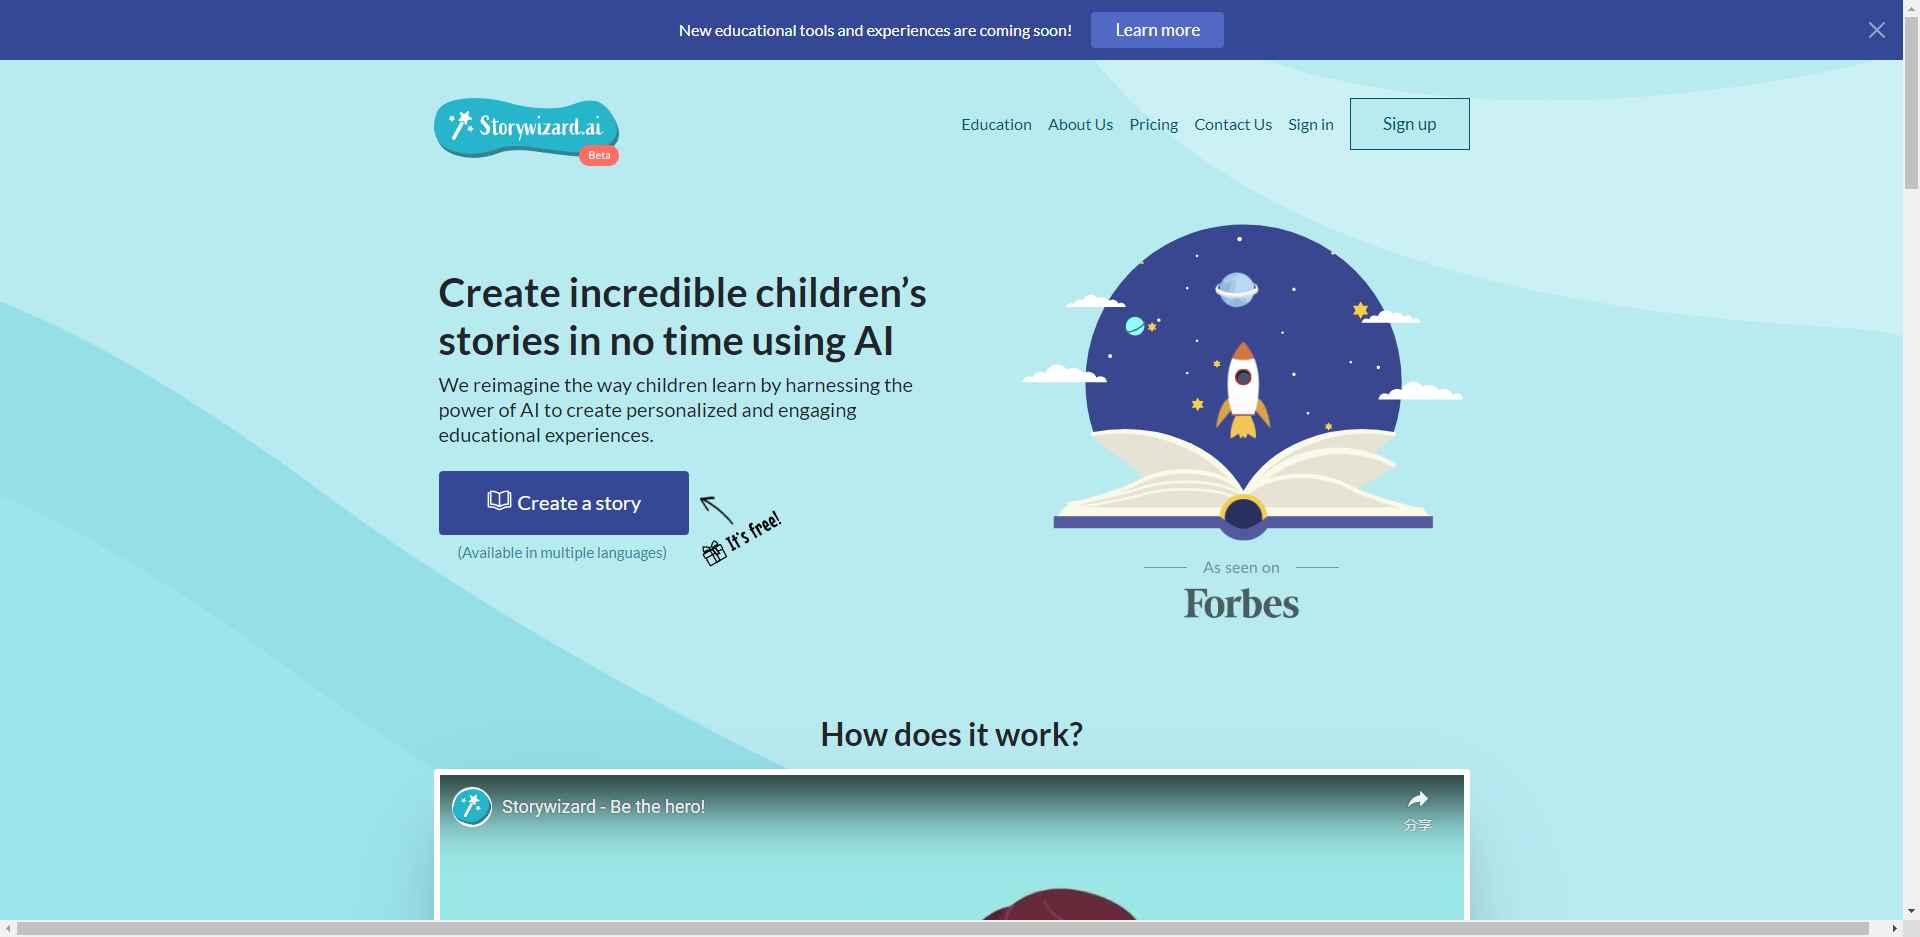 New educational tools and experiences are coming soon!
Learn more
Storywizard.ai
Beta
Education
About Us
Pricing
Contact Us
Sign in
Sign up
Create incredible children’s
stories in no time using AI
We reimagine the way children learn by harnessing the
power of AI to create personalized and engaging
educational experiences.
Create a story
It's free!
(Available in multiple languages)
As seen on
Forbes
How does it work?
Storywizard - Be the hero!
分享